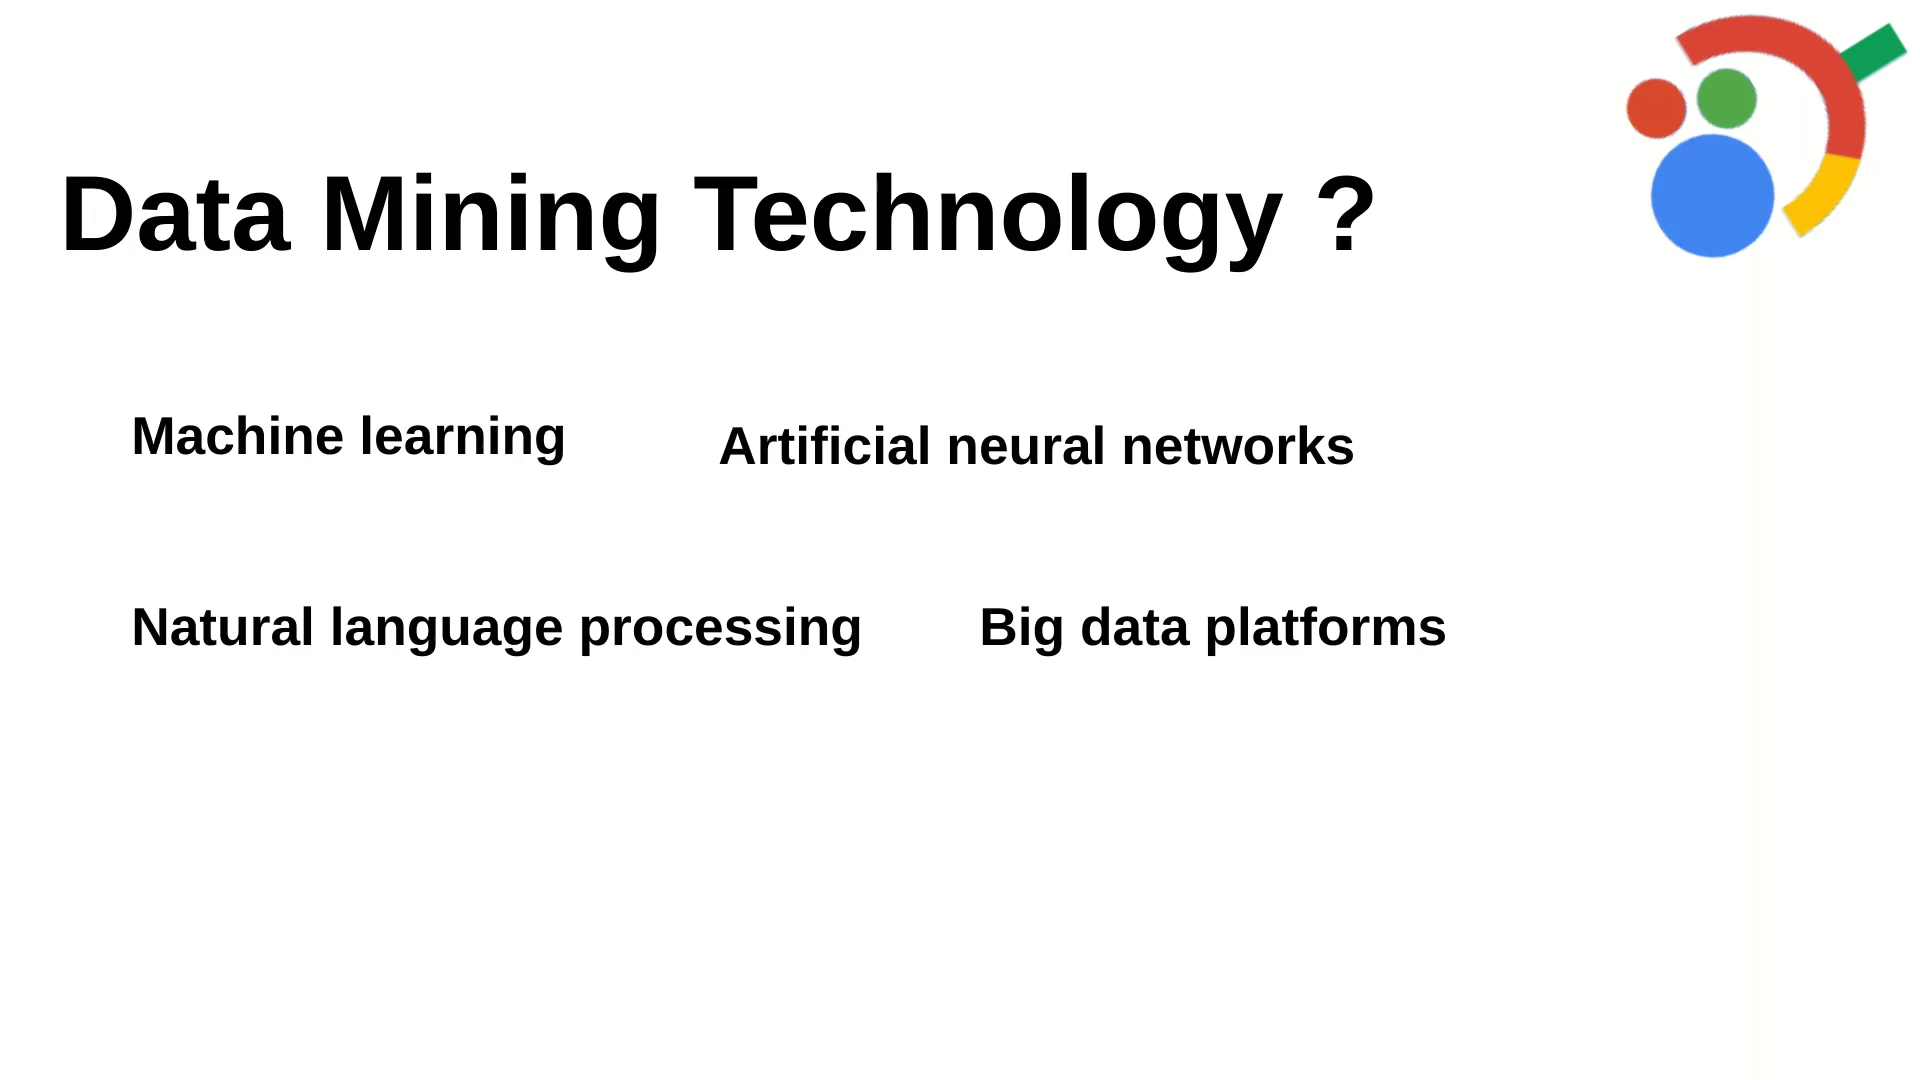 Data Mining Technology ?
Machine learning
Artificial neural networks
Natural language processing
Big data platforms